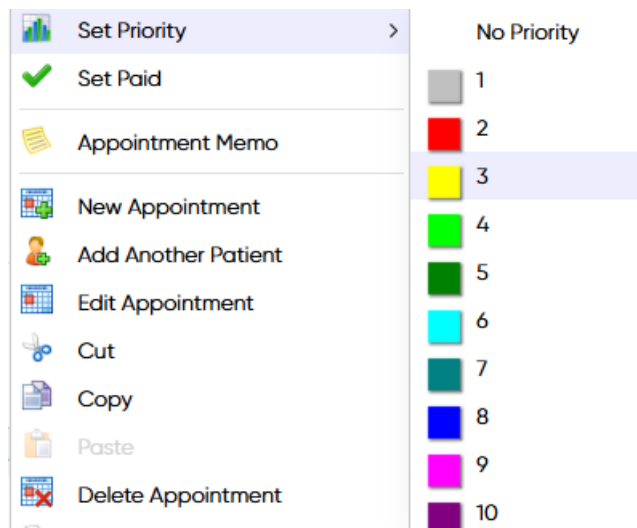 Set Priority
Set Paid
Appointment Memo
New Appointment
Add Another Patient
Edit Appointment
Cut
Copy
Paste
Delete Appointment
No Priority
1
2
3
4
5
6
7
8
9
10